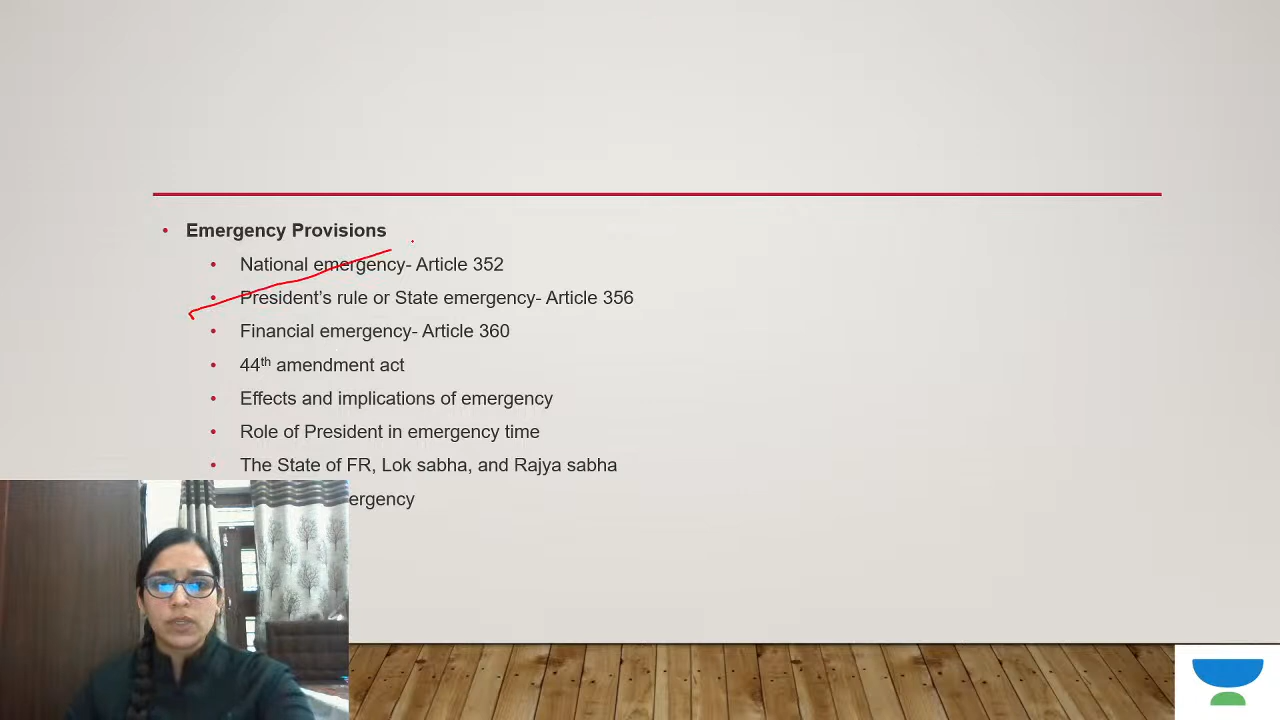 Emergency Provisions
National emergency- Article 352
President's rule or State emergency- Article 356
Financial emergency- Article 360
44th amendment act
Effects and implications of emergency
Role of President in emergency time
The State of FR, Lok sabha, and Rajya sabha